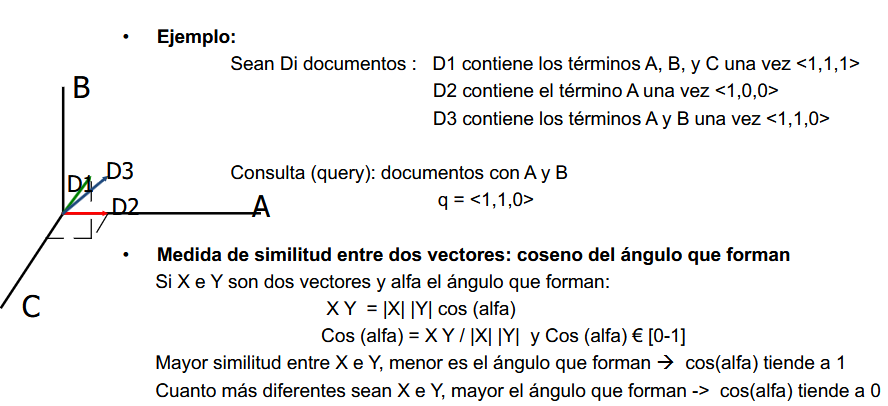 • Ejemplo:
Sean Di documentos : D1 contiene los términos A, B, y C una vez <1,1,1>
D2 contiene el término A una vez <1,0,0>
D3 contiene los términos A y B una vez <1,1,0>
B
D1
D3
D2
A
C
Consulta (query): documentos con A y B
q = <1,1,0>
• Medida de similitud entre dos vectores: coseno del ángulo que forman
Si X e Y son dos vectores y alfa el ángulo que forman:
X Y = |X| |Y| cos (alfa)
Cos (alfa) = X Y / |X| |Y| y Cos (alfa) € [0-1]
Mayor similitud entre X e Y, menor es el ángulo que forman → cos(alfa) tiende a 1
Cuanto más diferentes sean X e Y, mayor el ángulo que forman -> cos(alfa) tiende a 0